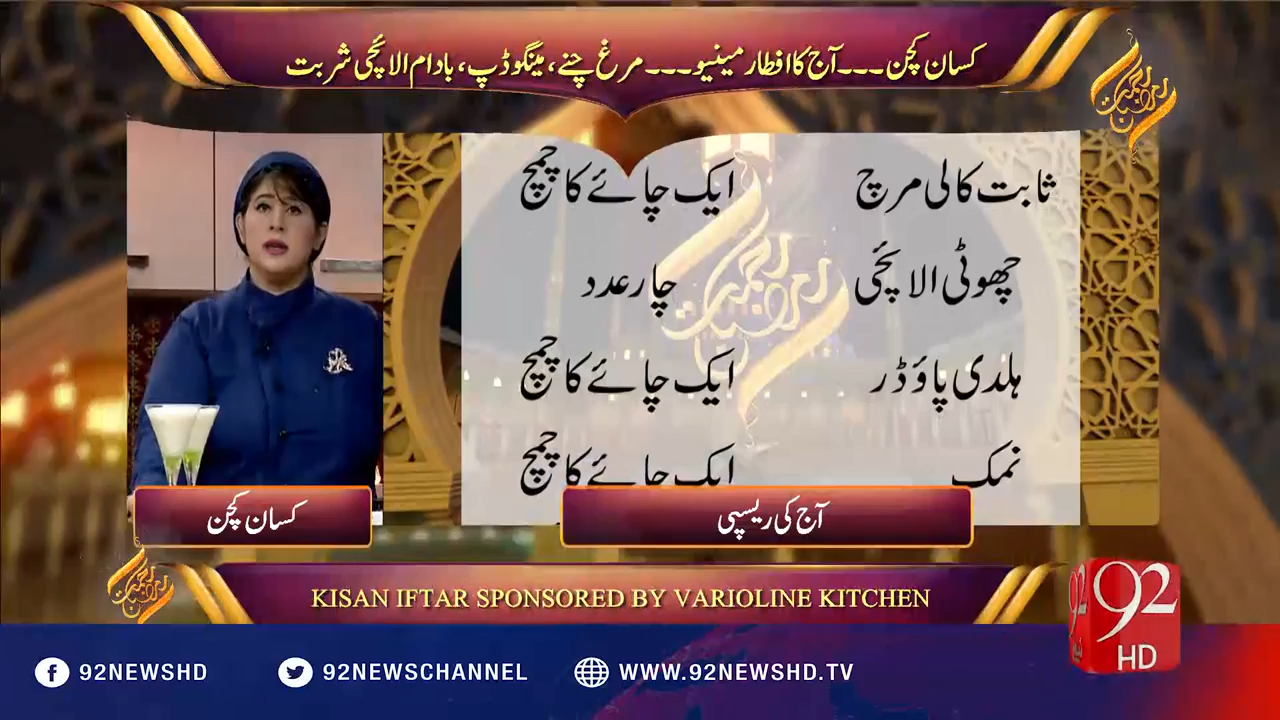 کسان کچن۔۔۔آج کا افطار مینیو۔۔۔مرغ چنے، مینگو ڈپ، بادام الائچی شربت
ثابت کالی مرچ ایک چائے کا چمچ
چھوٹی الائچی چار عدد
ہلدی پاؤڈر ایک چائے کا چمچ
نمک ایک چائے کا چمچ
کسان کچن
آج کی ریسپی
KISAN IFTAR SPONSORED BY VARIOLINE KITCHEN
92
HD
92NEWSHD
92NEWSCHANNEL
WWW.92NEWSHD.TV